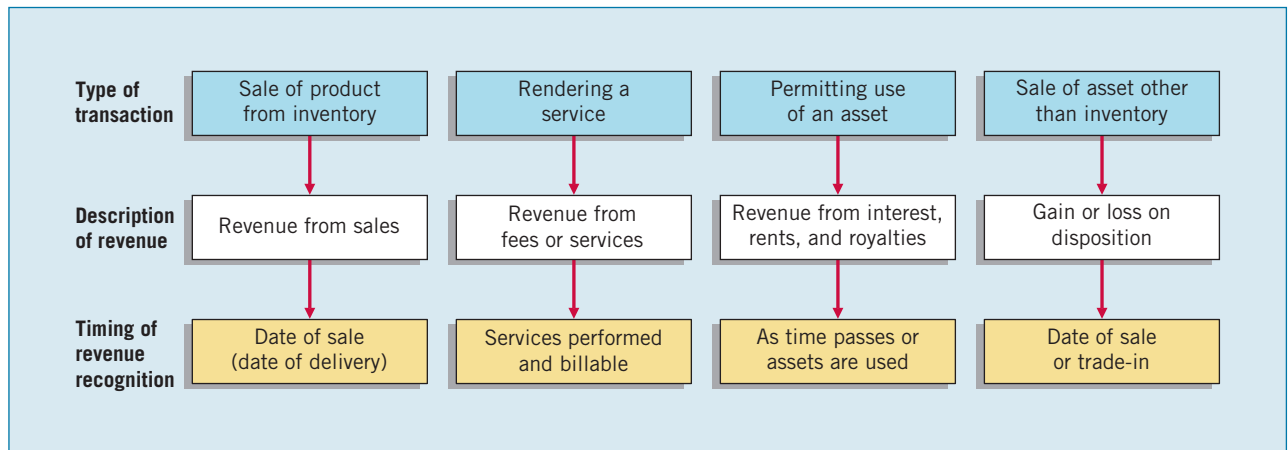 Type of
transaction
Sale of product
from inventory
Rendering a
service
Permitting use
of an asset
Sale of asset other
than inventory
Description
of revenue
Revenue from sales
Revenue from
fees or services
Revenue from interest,
rents, and royalties
Gain or loss on
disposition
Timing of
revenue
recognition
Date of sale
(date of delivery)
Services performed
and billable
As time passes or
assets are used
Date of sale
or trade-in